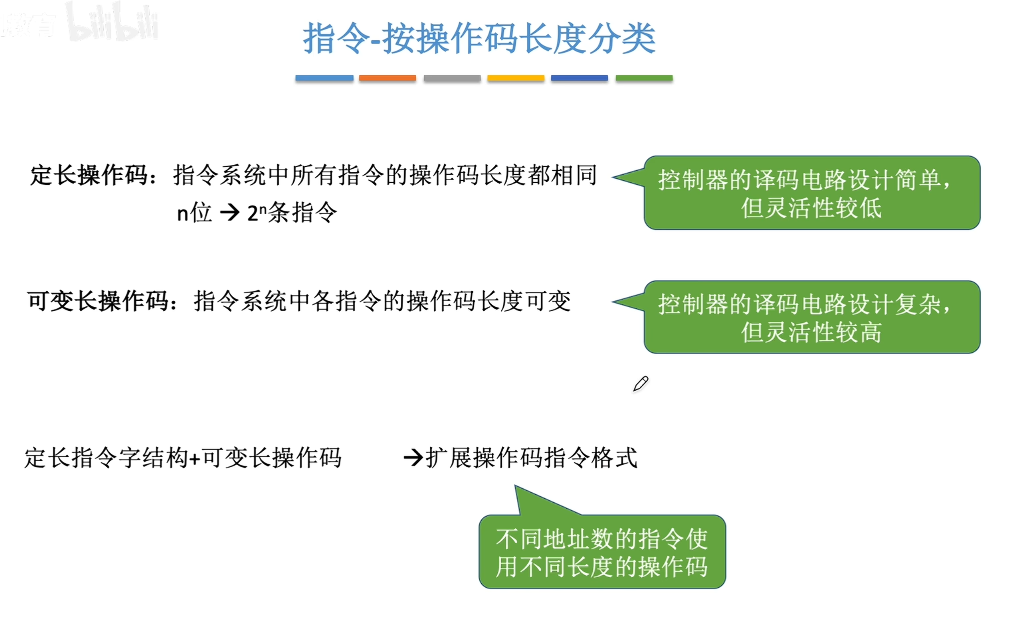 bilibili
指令-按操作码长度分类
定长操作码：指令系统中所有指令的操作码长度都相同
n位 → 2ⁿ条指令
控制器的译码电路设计简单，
但灵活性较低
可变长操作码：指令系统中各指令的操作码长度可变
控制器的译码电路设计复杂，
但灵活性较高
定长指令字结构+可变长操作码 →扩展操作码指令格式
不同地址数的指令使
用不同长度的操作码